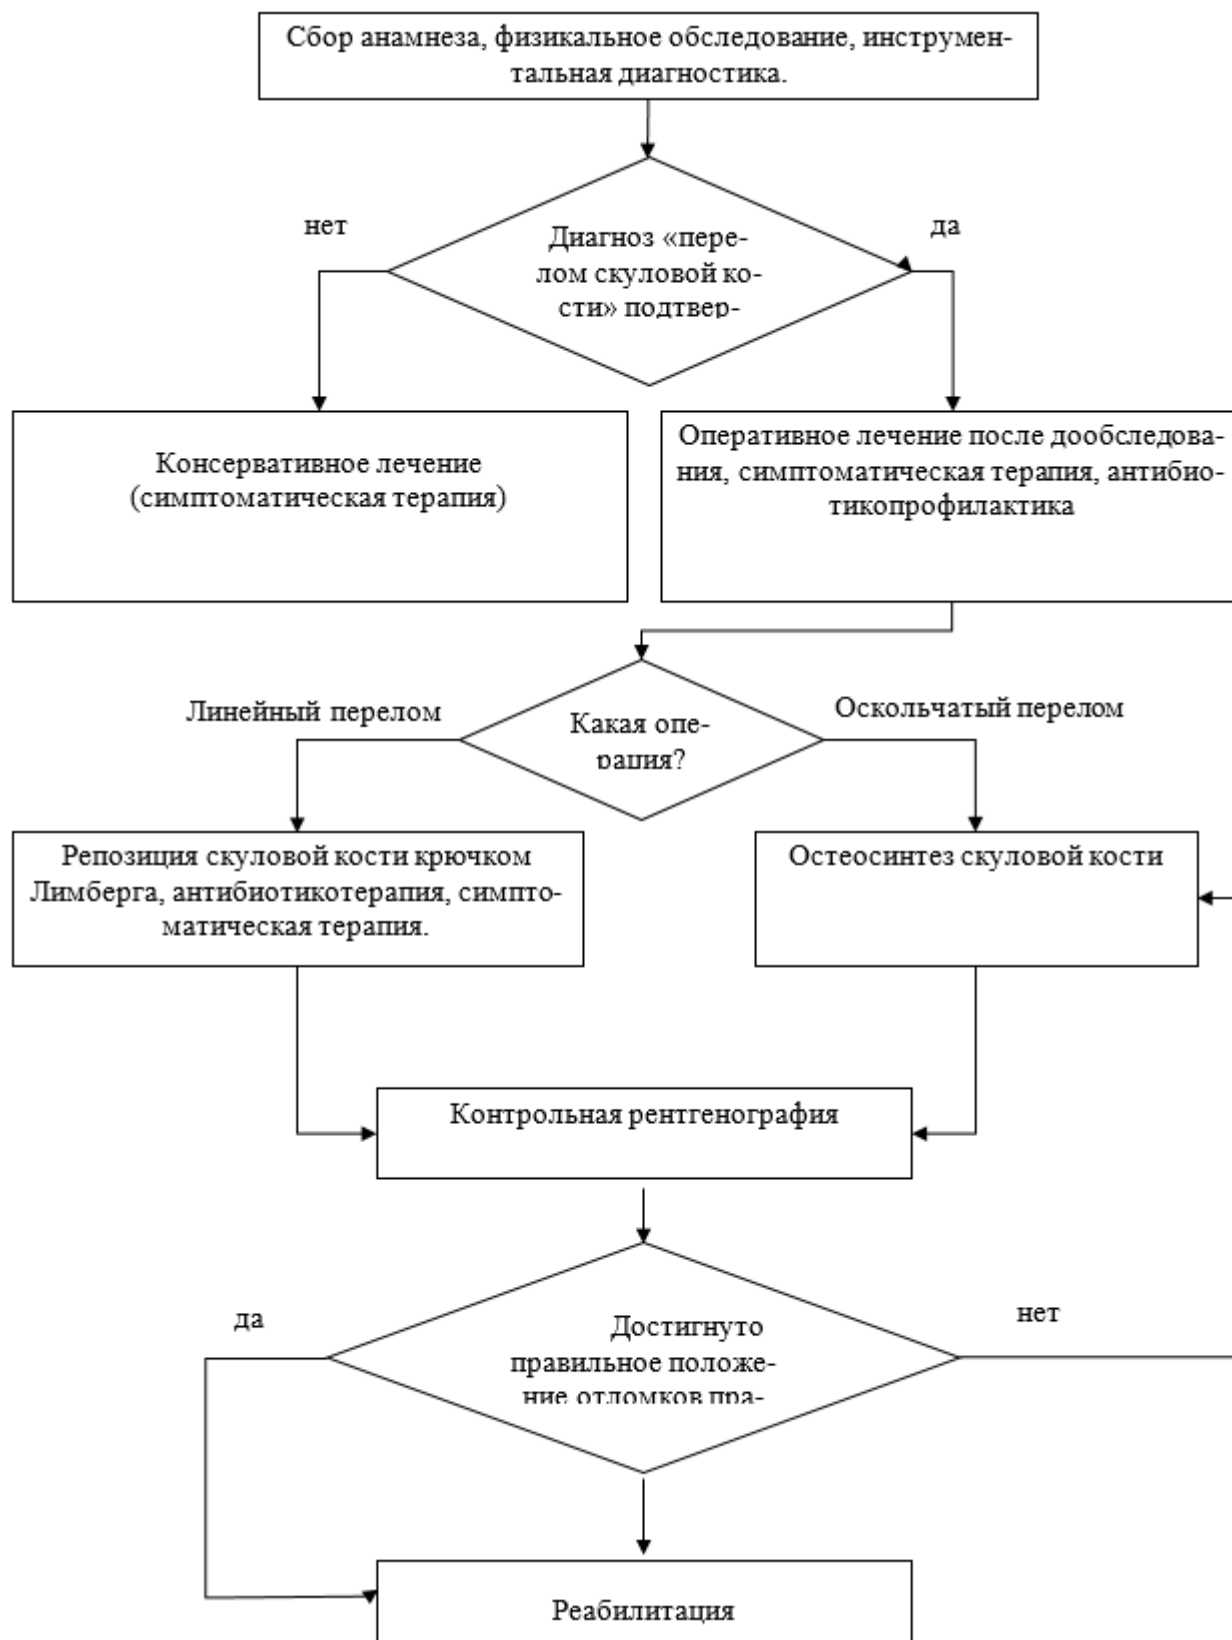 Сбор анамнеза, физикальное обследование, инструмен-
тальная диагностика.
нет
да
Диагноз «пере-
лом скуловой ко-
сти» подтвер-
Консервативное лечение
(симптоматическая терапия)
Оперативное лечение после дообследова-
ния, симптоматическая терапия, антибио-
тикопрофилактика
Линейный перелом
Оскольчатый перелом
Какая опе-
рация?
Репозиция скуловой кости крючком
Лимберга, антибиотикотерапия, симпто-
матическая терапия.
Остеосинтез скуловой кости
Контрольная рентгенография
да
нет
Достигнуто
правильное положе-
ние отломков пра-
Реабилитация